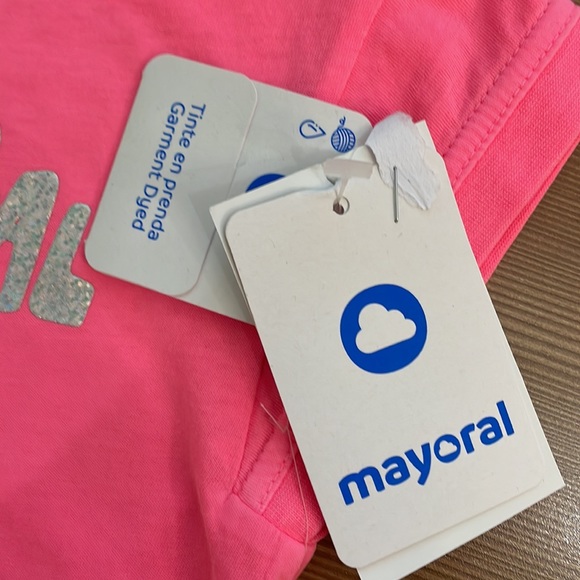 Tinte en prenda
Garment Dyed
mayoral